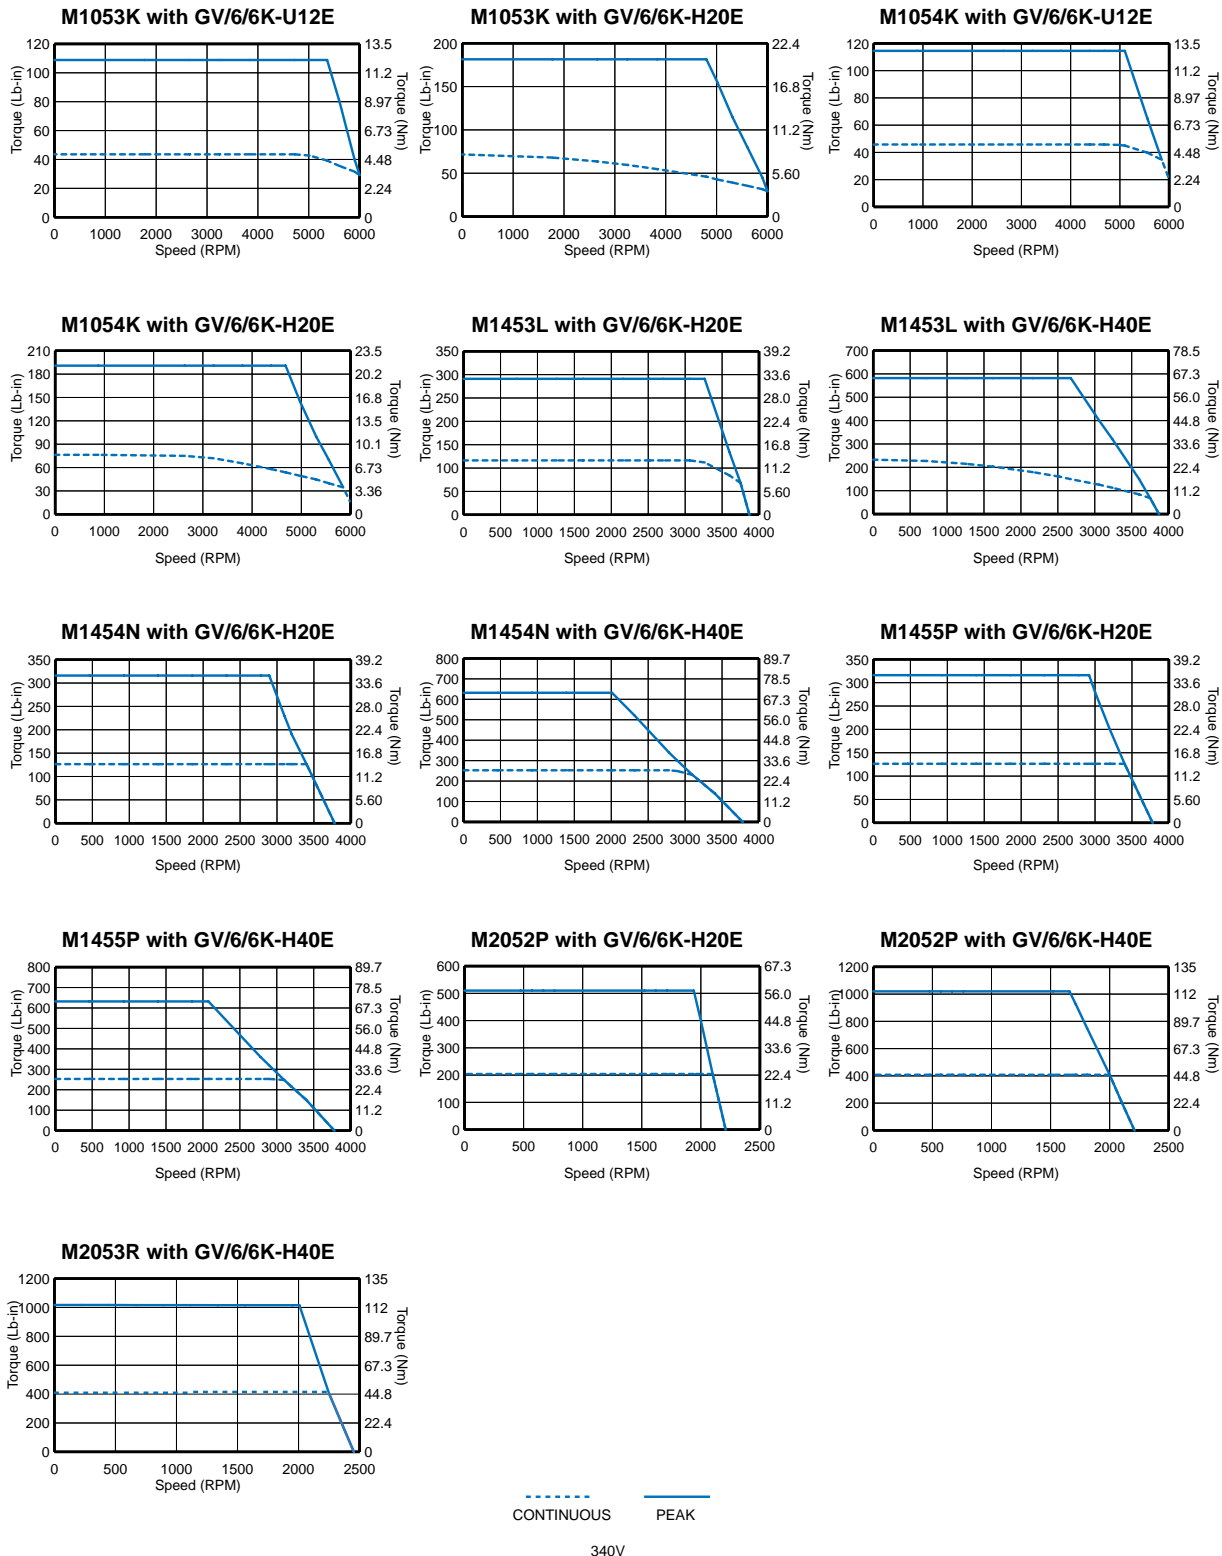 M1053K with GV/6/6K-U12E
M1053K with GV/6/6K-H20E
M1054K with GV/6/6K-U12E
Torque (Lb-in)
120
100
80
60
40
20
0
13.5
11.2
8.97
6.73
4.48
2.24
0
Torque (Nm)
0 1000 2000 3000 4000 5000 6000
Speed (RPM)
Torque (Lb-in)
200
150
100
50
0
22.4
16.8
11.2
5.60
0
Torque (Nm)
0 1000 2000 3000 4000 5000 6000
Speed (RPM)
Torque (Lb-in)
120
100
80
60
40
20
0
13.5
11.2
8.97
6.73
4.48
2.24
0
Torque (Nm)
0 1000 2000 3000 4000 5000 6000
Speed (RPM)
M1054K with GV/6/6K-H20E
M1453L with GV/6/6K-H20E
M1453L with GV/6/6K-H40E
Torque (Lb-in)
210
180
150
120
90
60
30
0
23.5
20.2
16.8
13.5
10.1
6.73
3.36
0
Torque (Nm)
0 1000 2000 3000 4000 5000 6000
Speed (RPM)
Torque (Lb-in)
350
300
250
200
150
100
50
0
39.2
33.6
28.0
22.4
16.8
11.2
5.60
0
Torque (Nm)
0 500 1000 1500 2000 2500 3000 3500 4000
Speed (RPM)
Torque (Lb-in)
700
600
500
400
300
200
100
0
78.5
67.3
56.0
44.8
33.6
22.4
11.2
0
Torque (Nm)
0 500 1000 1500 2000 2500 3000 3500 4000
Speed (RPM)
M1454N with GV/6/6K-H20E
M1454N with GV/6/6K-H40E
M1455P with GV/6/6K-H20E
Torque (Lb-in)
350
300
250
200
150
100
50
0
39.2
33.6
28.0
22.4
16.8
11.2
5.60
0
Torque (Nm)
0 500 1000 1500 2000 2500 3000 3500 4000
Speed (RPM)
Torque (Lb-in)
800
700
600
500
400
300
200
100
0
89.7
78.5
67.3
56.0
44.8
33.6
22.4
11.2
0
Torque (Nm)
0 500 1000 1500 2000 2500 3000 3500 4000
Speed (RPM)
Torque (Lb-in)
350
300
250
200
150
100
50
0
39.2
33.6
28.0
22.4
16.8
11.2
5.60
0
Torque (Nm)
0 500 1000 1500 2000 2500 3000 3500 4000
Speed (RPM)
M1455P with GV/6/6K-H40E
M2052P with GV/6/6K-H20E
M2052P with GV/6/6K-H40E
Torque (Lb-in)
800
700
600
500
400
300
200
100
0
89.7
78.5
67.3
56.0
44.8
33.6
22.4
11.2
0
Torque (Nm)
0 500 1000 1500 2000 2500 3000 3500 4000
Speed (RPM)
Torque (Lb-in)
600
500
400
300
200
100
0
67.3
56.0
44.8
33.6
22.4
11.2
0
Torque (Nm)
0 500 1000 1500 2000 2500
Speed (RPM)
Torque (Lb-in)
1200
1000
800
600
400
200
0
135
112
89.7
67.3
44.8
22.4
0
Torque (Nm)
0 500 1000 1500 2000 2500
Speed (RPM)
M2053R with GV/6/6K-H40E
Torque (Lb-in)
1200
1000
800
600
400
200
0
135
112
89.7
67.3
44.8
22.4
0
Torque (Nm)
0 500 1000 1500 2000 2500
Speed (RPM)
CONTINUOUS PEAK
340V